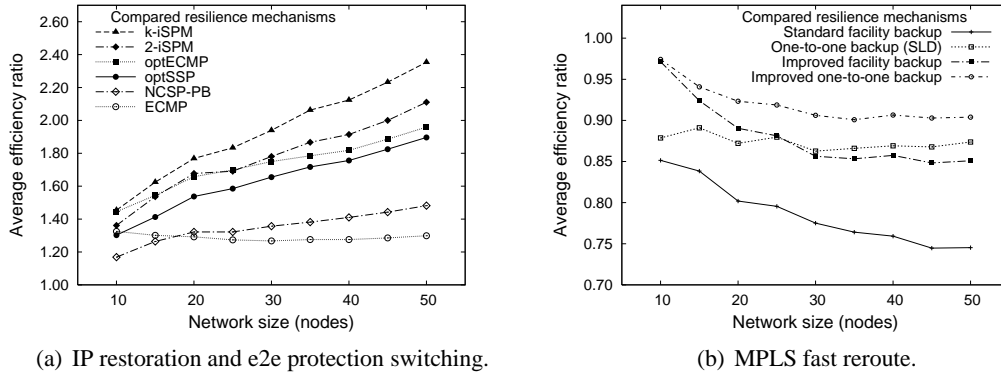 Compared resilience mechanisms
k-iSPM
2-iSPM
optECMP
optSSP
NCSP-PB
ECMP
2.60
2.40
2.20
2.00
1.80
1.60
1.40
1.20
1.00
Average efficiency ratio
10 20 30 40 50
Network size (nodes)
(a) IP restoration and e2e protection switching.
Compared resilience mechanisms
Standard facility backup
One-to-one backup (SLD)
Improved facility backup
Improved one-to-one backup
1.00
0.95
0.90
0.85
0.80
0.75
0.70
Average efficiency ratio
10 20 30 40 50
Network size (nodes)
(b) MPLS fast reroute.